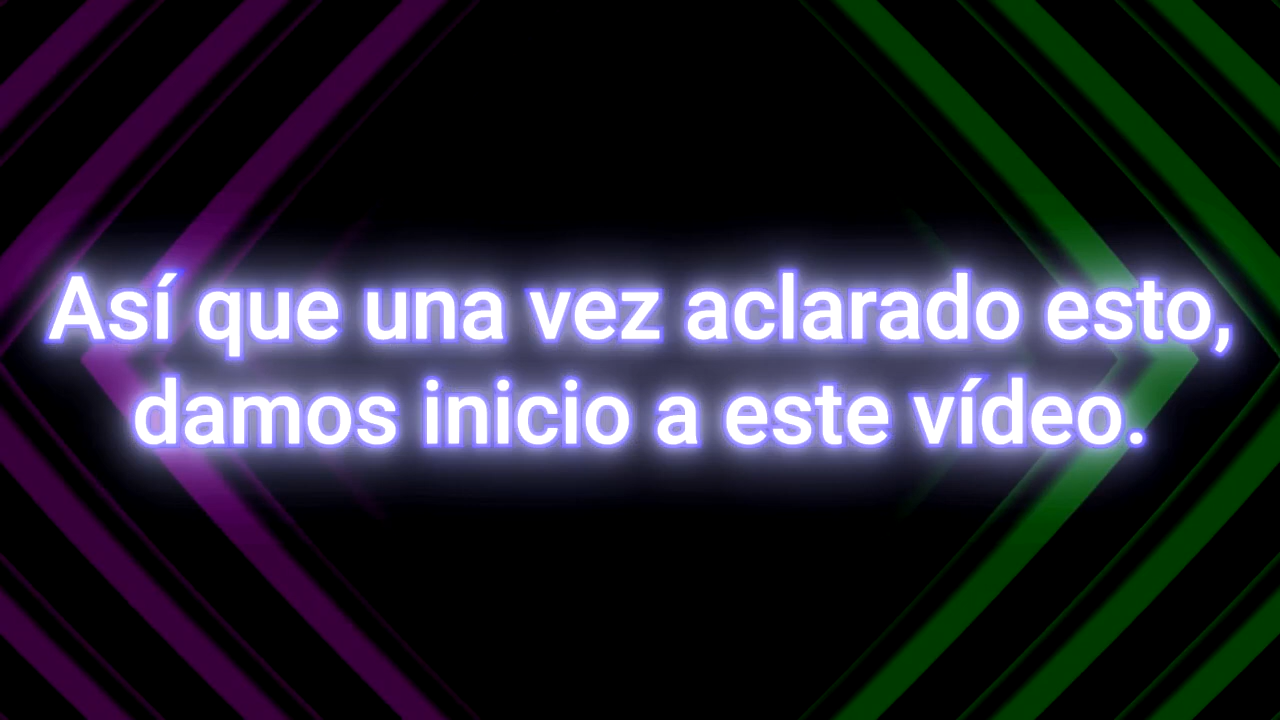 Así que una vez aclarado esto,
damos inicio a este vídeo.